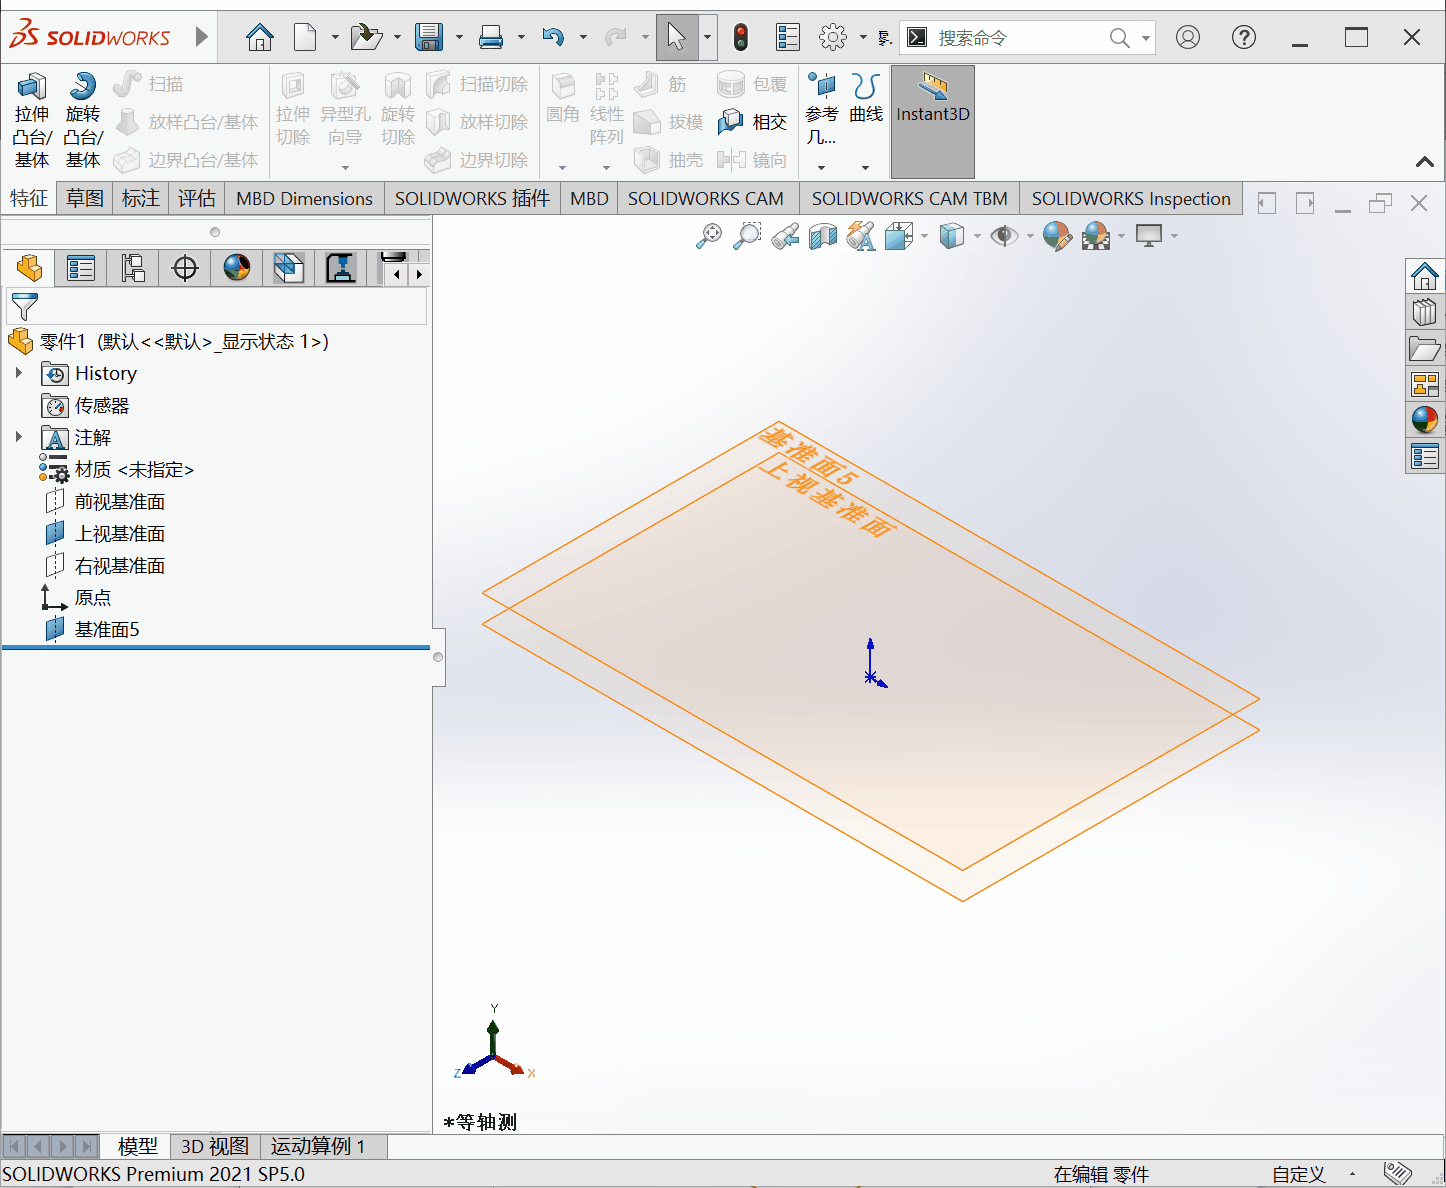 SOLIDWORKS
搜索命令
拉伸凸台/基体
旋转凸台/基体
扫描
放样凸台/基体
边界凸台/基体
拉伸切除
异型孔向导
旋转切除
扫描切除
放样切除
边界切除
圆角
线性阵列
筋
拔模
抽壳
包覆
相交
镜向
参考几...
曲线
Instant3D
特征
草图
标注
评估
MBD Dimensions
SOLIDWORKS 插件
MBD
SOLIDWORKS CAM
SOLIDWORKS CAM TBM
SOLIDWORKS Inspection
零件1 (默认<<默认>_显示状态 1>)
History
传感器
注解
材质 <未指定>
前视基准面
上视基准面
右视基准面
原点
基准面5
基准面5
上视基准面
Y
Z
X
*等轴测
模型
3D 视图
运动算例 1
SOLIDWORKS Premium 2021 SP5.0
在编辑 零件
自定义